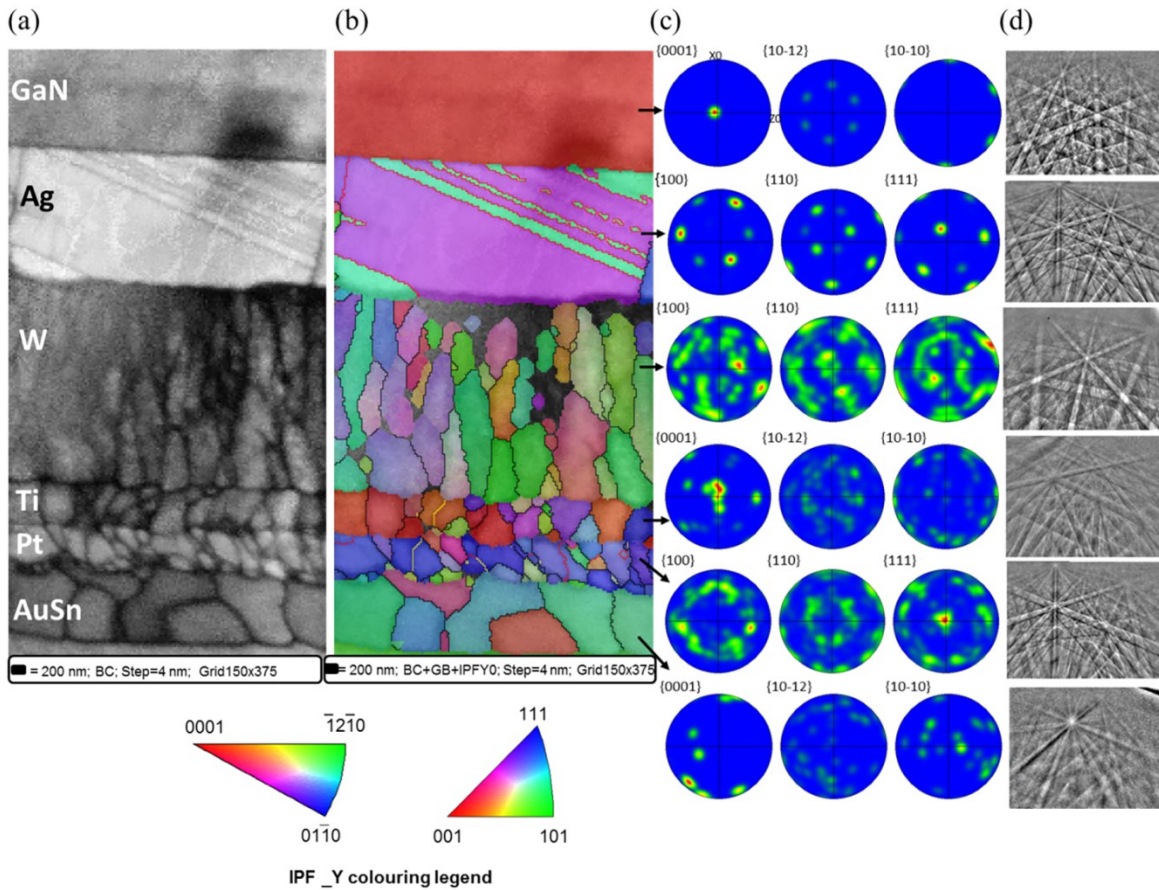 (a)
(b)
(c)
(d)
GaN
Ag
W
Ti
Pt
AuSn
= 200 nm; BC; Step=4 nm; Grid150x375
= 200 nm; BC+GB+IPFY0; Step=4 nm; Grid150x375
{0001} {10-12} {10-10}
X0
Z0
{100} {110} {111}
{100} {110} {111}
{0001} {10-12} {10-10}
{100} {110} {111}
{0001} {10-12} {10-10}
0001 1̅21̅0
011̅0
111
001 101
IPF _Y colouring legend